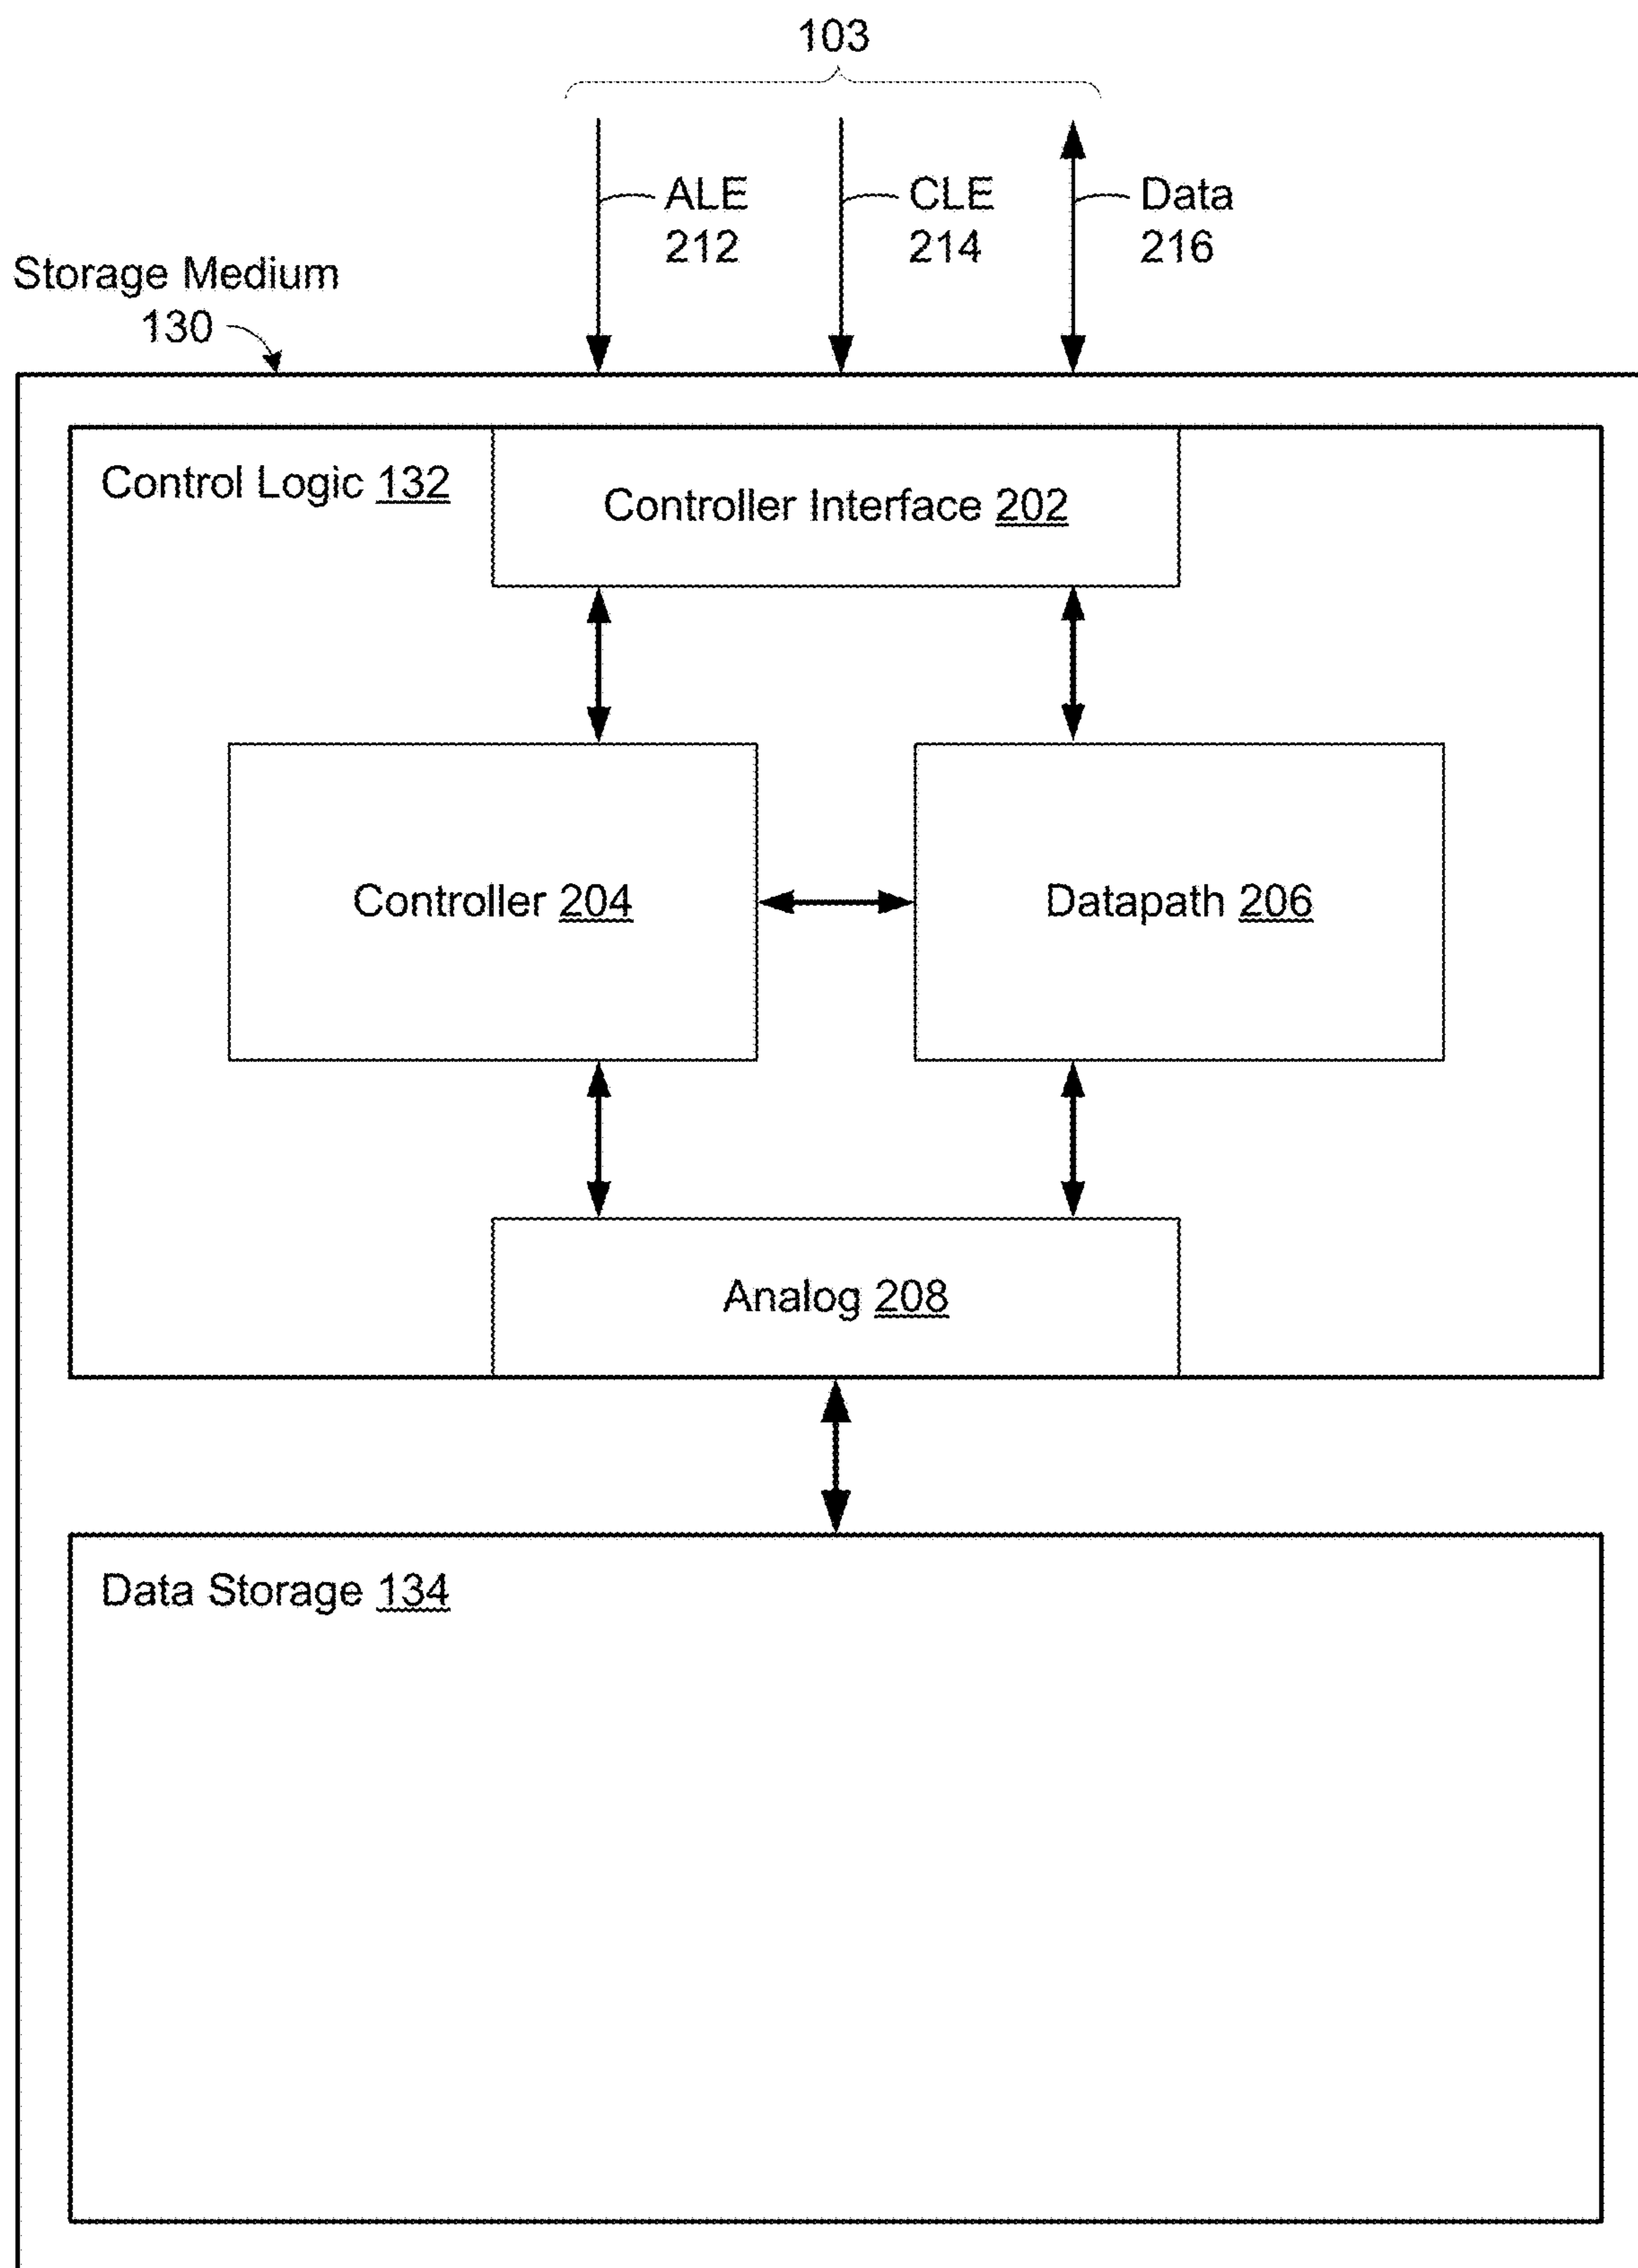 103
ALE
212
CLE
214
Data
216
Storage Medium
130
Control Logic 132
Controller Interface 202
Controller 204
Datapath 206
Analog 208
Data Storage 134